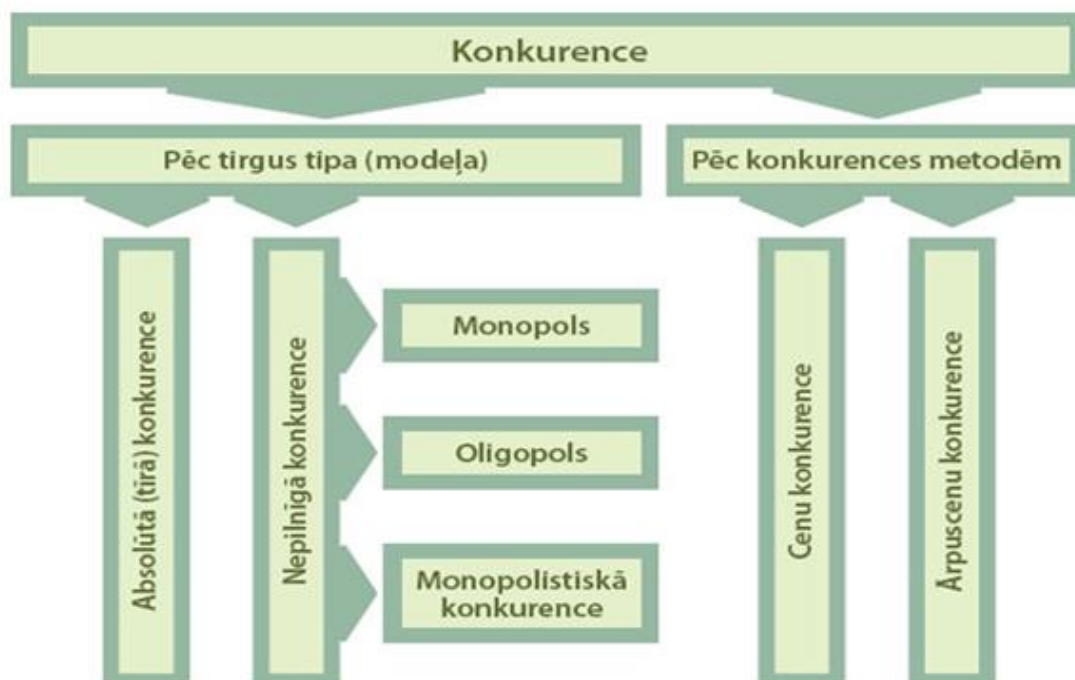 Konkurence
Pēc tirgus tipa (modeļa)
Pēc konkurences metodēm
Absolūtā (tīrā) konkurence
Nepilnīgā konkurence
Monopols
Oligopols
Monopolistiskā
konkurence
Cenu konkurence
Ārpuscenu konkurence